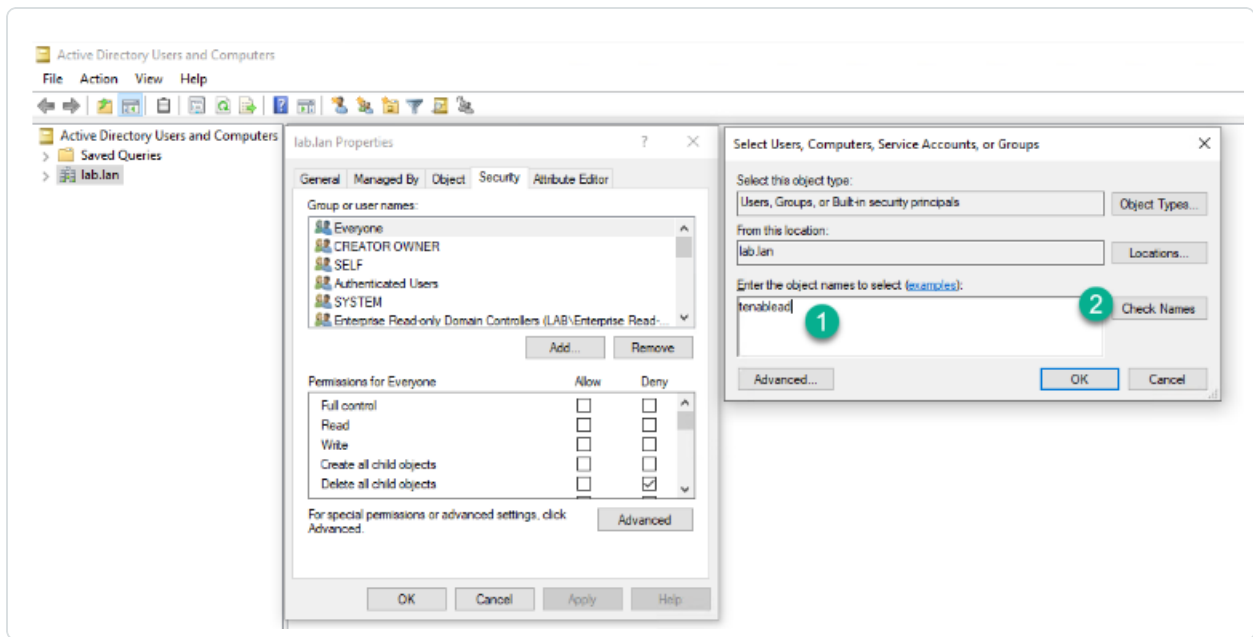 Active Directory Users and Computers
File Action View Help
Active Directory Users and Computers
Saved Queries
lab.lan
lab.lan Properties
General Managed By Object Security Attribute Editor
Group or user names:
Everyone
CREATOR OWNER
SELF
Authenticated Users
SYSTEM
Enterprise Read-only Domain Controllers (LAB\Enterprise Read-...
Add... Remove
Permissions for Everyone Allow Deny
Full control
Read
Write
Create all child objects
Delete all child objects
For special permissions or advanced settings, click
Advanced.
Advanced
OK Cancel Apply Help
Select Users, Computers, Service Accounts, or Groups
Select this object type:
Users, Groups, or Built-in security principals
Object Types...
From this location:
lab.lan
Locations...
Enter the object names to select (examples):
tenablead
1
2
Check Names
Advanced...
OK Cancel